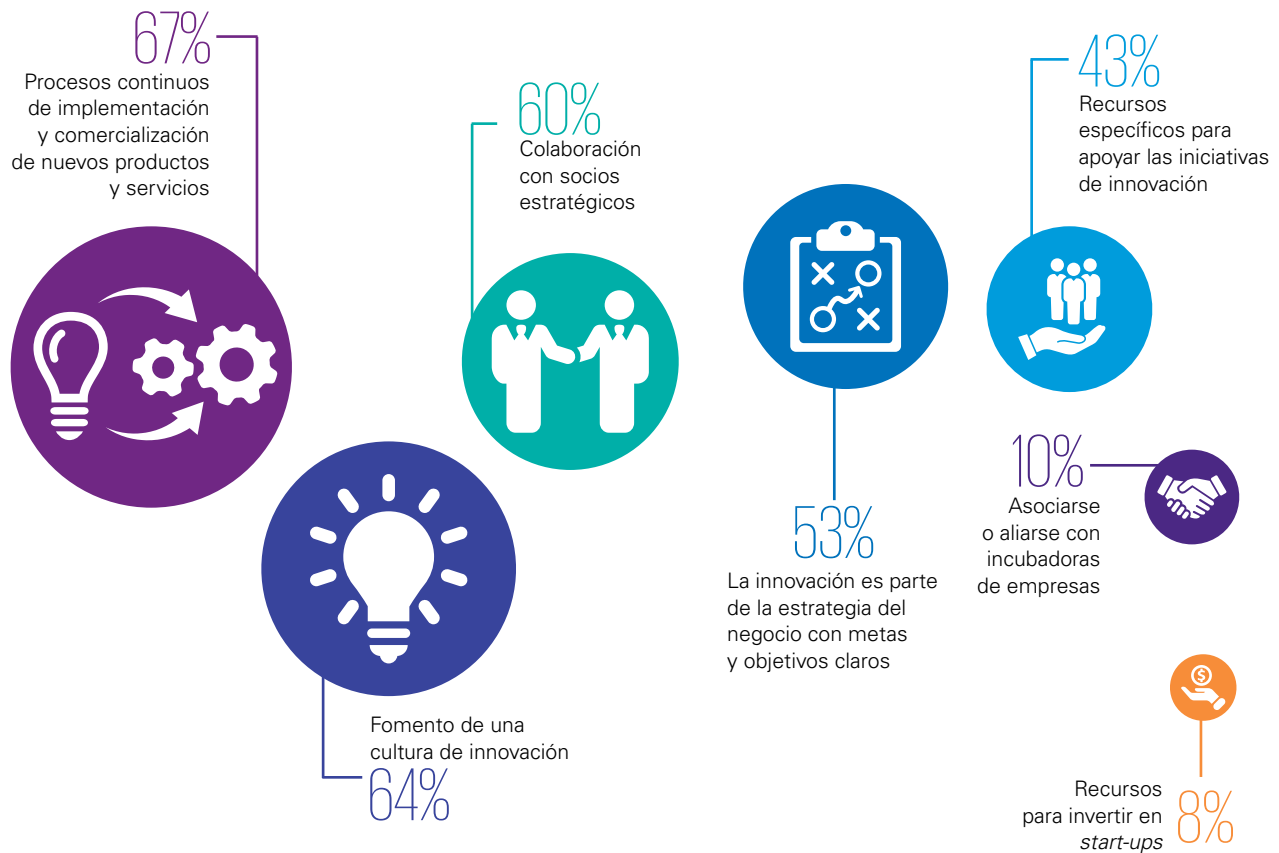 67%
Procesos continuos
de implementación
y comercialización
de nuevos productos
y servicios
60%
Colaboración
con socios
estratégicos
43%
Recursos
específicos para
apoyar las iniciativas
de innovación
10%
Asociarse
o aliarse con
incubadoras
de empresas
53%
La innovación es parte
de la estrategia del
negocio con metas
y objetivos claros
Fomento de una
cultura de innovación
64%
$
Recursos
para invertir en
start-ups
8%